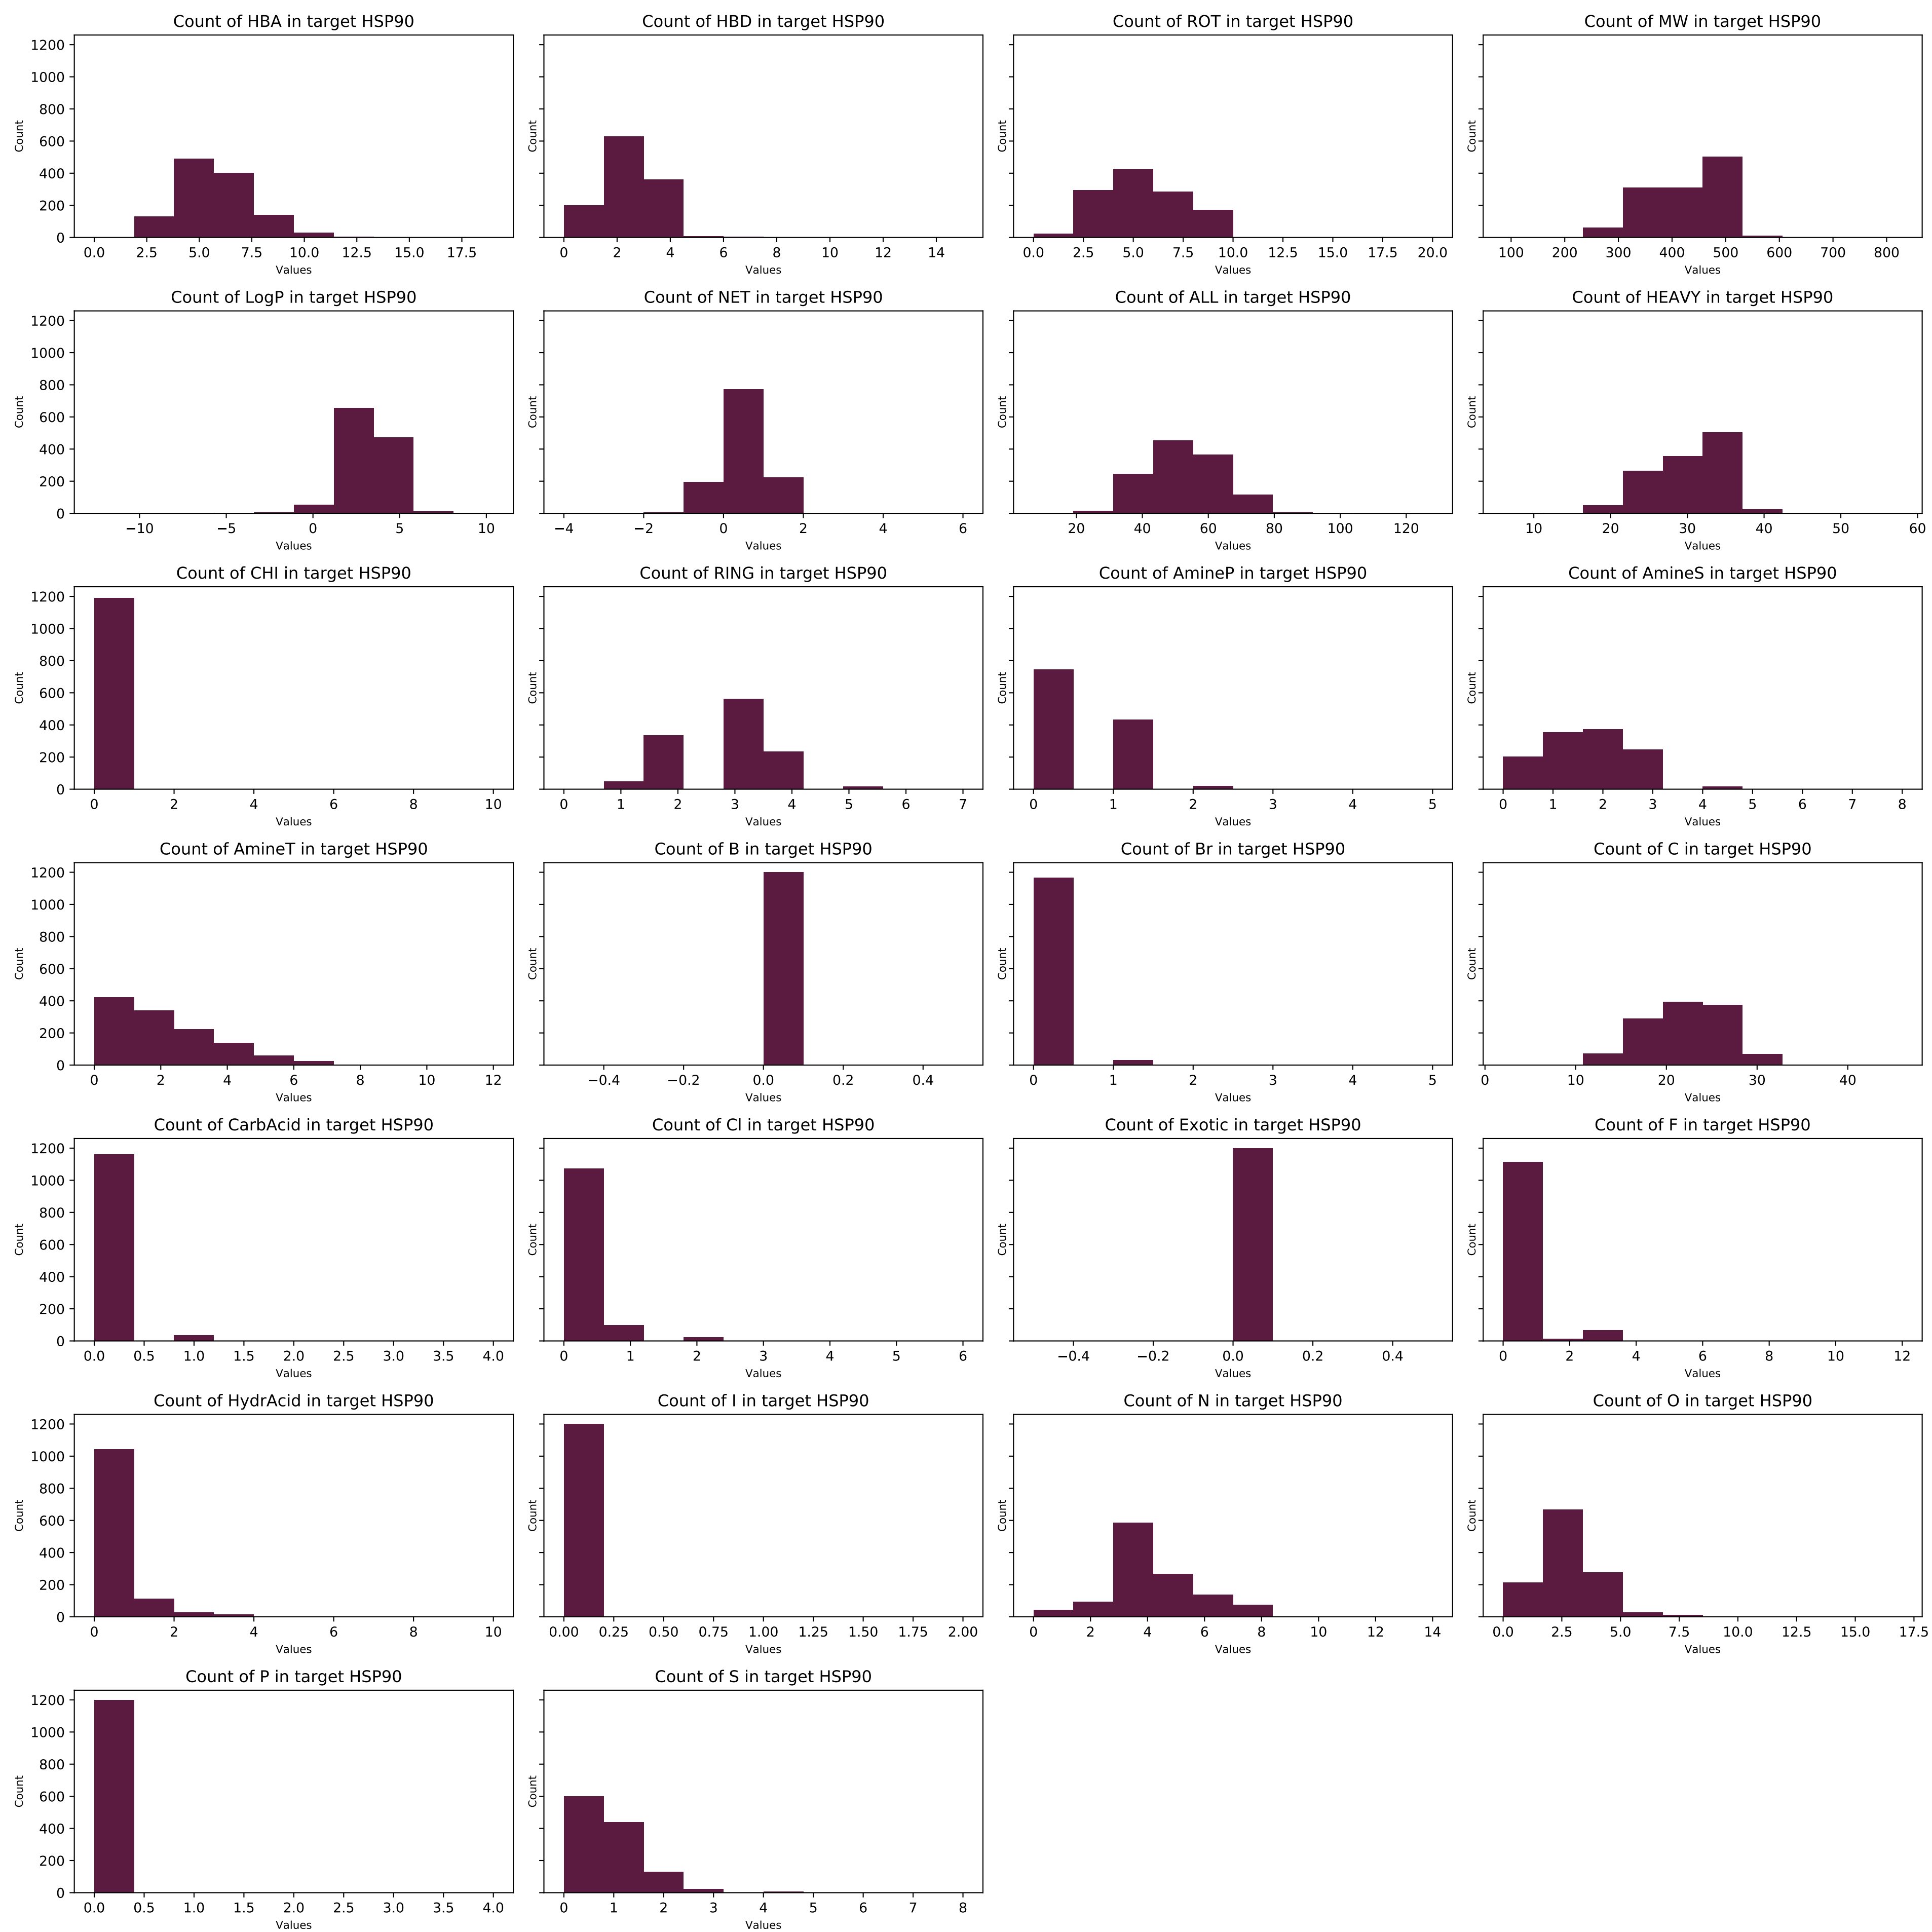 Count of HBA in target HSP90 Count of HBD in target HSP90 Count of ROT in target HSP90 Count of MW in target HSP90
1200
1000
800
600
400
200
0
Count Count Count Count
0.0 2.5 5.0 7.5 10.0 12.5 15.0 17.5 0 2 4 6 8 10 12 14 0.0 2.5 5.0 7.5 10.0 12.5 15.0 17.5 20.0 100 200 300 400 500 600 700 800
Values Values Values Values
Count of LogP in target HSP90 Count of NET in target HSP90 Count of ALL in target HSP90 Count of HEAVY in target HSP90
1200
1000
800
600
400
200
0
Count Count Count Count
−10 −5 0 5 10 −4 −2 0 2 4 6 20 40 60 80 100 120 10 20 30 40 50 60
Values Values Values Values
Count of CHI in target HSP90 Count of RING in target HSP90 Count of AmineP in target HSP90 Count of AmineS in target HSP90
1200
1000
800
600
400
200
0
Count Count Count Count
0 2 4 6 8 10 0 1 2 3 4 5 6 7 0 1 2 3 4 5 0 1 2 3 4 5 6 7 8
Values Values Values Values
Count of AmineT in target HSP90 Count of B in target HSP90 Count of Br in target HSP90 Count of C in target HSP90
1200
1000
800
600
400
200
0
Count Count Count Count
0 2 4 6 8 10 12 −0.4 −0.2 0.0 0.2 0.4 0 1 2 3 4 5 0 10 20 30 40
Values Values Values Values
Count of CarbAcid in target HSP90 Count of Cl in target HSP90 Count of Exotic in target HSP90 Count of F in target HSP90
1200
1000
800
600
400
200
0
Count Count Count Count
0.0 0.5 1.0 1.5 2.0 2.5 3.0 3.5 4.0 0 1 2 3 4 5 6 −0.4 −0.2 0.0 0.2 0.4 0 2 4 6 8 10 12
Values Values Values Values
Count of HydrAcid in target HSP90 Count of I in target HSP90 Count of N in target HSP90 Count of O in target HSP90
1200
1000
800
600
400
200
0
Count Count Count Count
0 2 4 6 8 10 0.00 0.25 0.50 0.75 1.00 1.25 1.50 1.75 2.00 0 2 4 6 8 10 12 14 0.0 2.5 5.0 7.5 10.0 12.5 15.0 17.5
Values Values Values Values
Count of P in target HSP90 Count of S in target HSP90
1200
1000
800
600
400
200
0
Count Count
0.0 0.5 1.0 1.5 2.0 2.5 3.0 3.5 4.0 0 1 2 3 4 5 6 7 8
Values Values